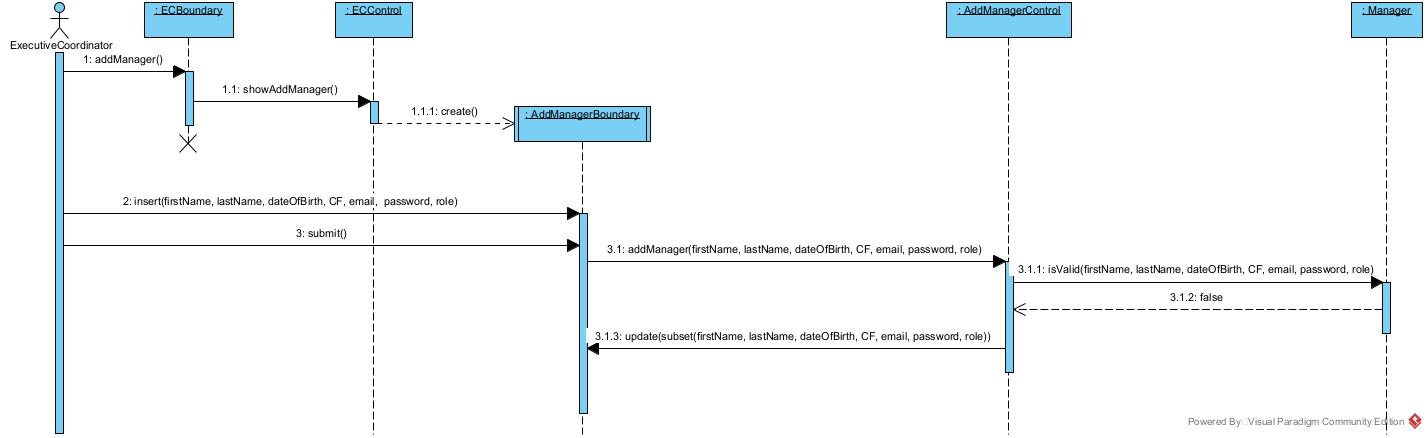 : ECBoundary
: ECControl
: AddManagerControl
: Manager
ExecutiveCoordinator
1: addManager()
1.1: showAddManager()
1.1.1: create()
: AddManagerBoundary
2: insert(firstName, lastName, dateOfBirth, CF, email, password, role)
3: submit()
3.1: addManager(firstName, lastName, dateOfBirth, CF, email, password, role)
3.1.1: isValid(firstName, lastName, dateOfBirth, CF, email, password, role)
3.1.2: false
3.1.3: update(subset(firstName, lastName, dateOfBirth, CF, email, password, role))
Powered By Visual Paradigm Community Edition